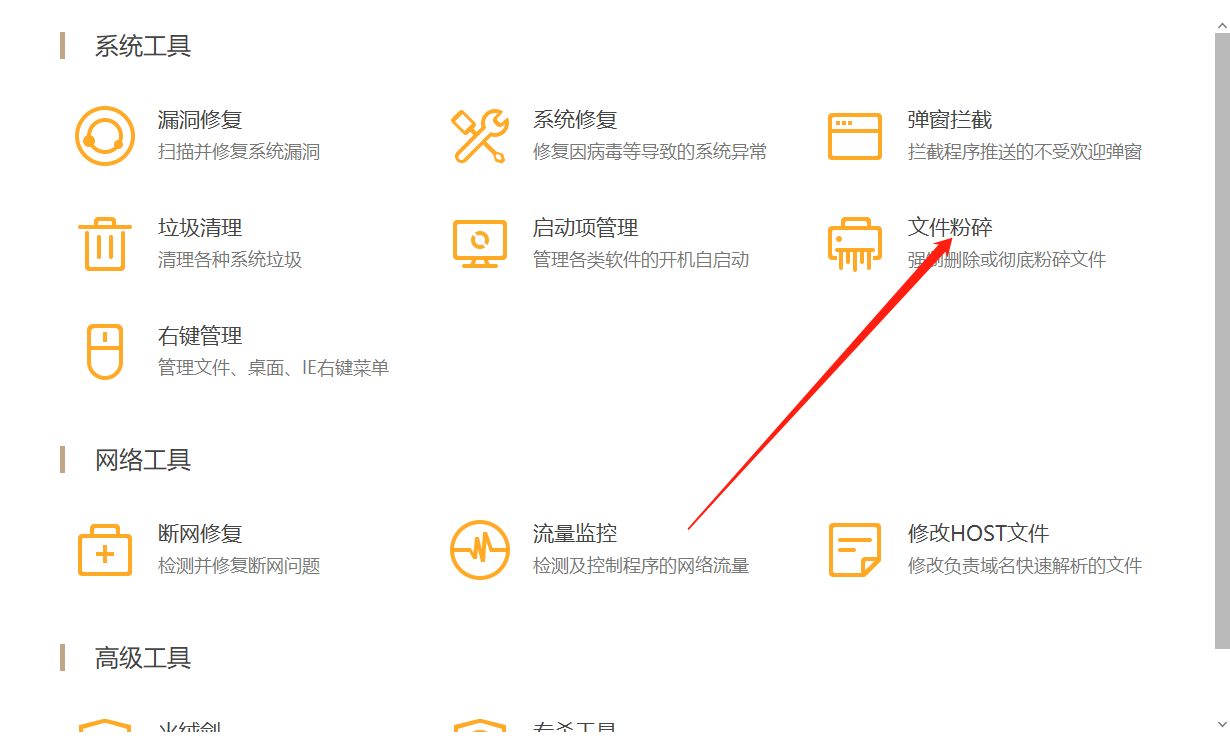 系统工具
漏洞修复
扫描并修复系统漏洞
系统修复
修复因病毒等导致的系统异常
弹窗拦截
拦截程序推送的不受欢迎弹窗
垃圾清理
清理各种系统垃圾
启动项管理
管理各类软件的开机自启动
文件粉碎
强制删除或彻底粉碎文件
右键管理
管理文件、桌面、IE右键菜单
网络工具
断网修复
检测并修复断网问题
流量监控
检测及控制程序的网络流量
修改HOST文件
修改负责域名快速解析的文件
高级工具
火绒剑
专杀工具